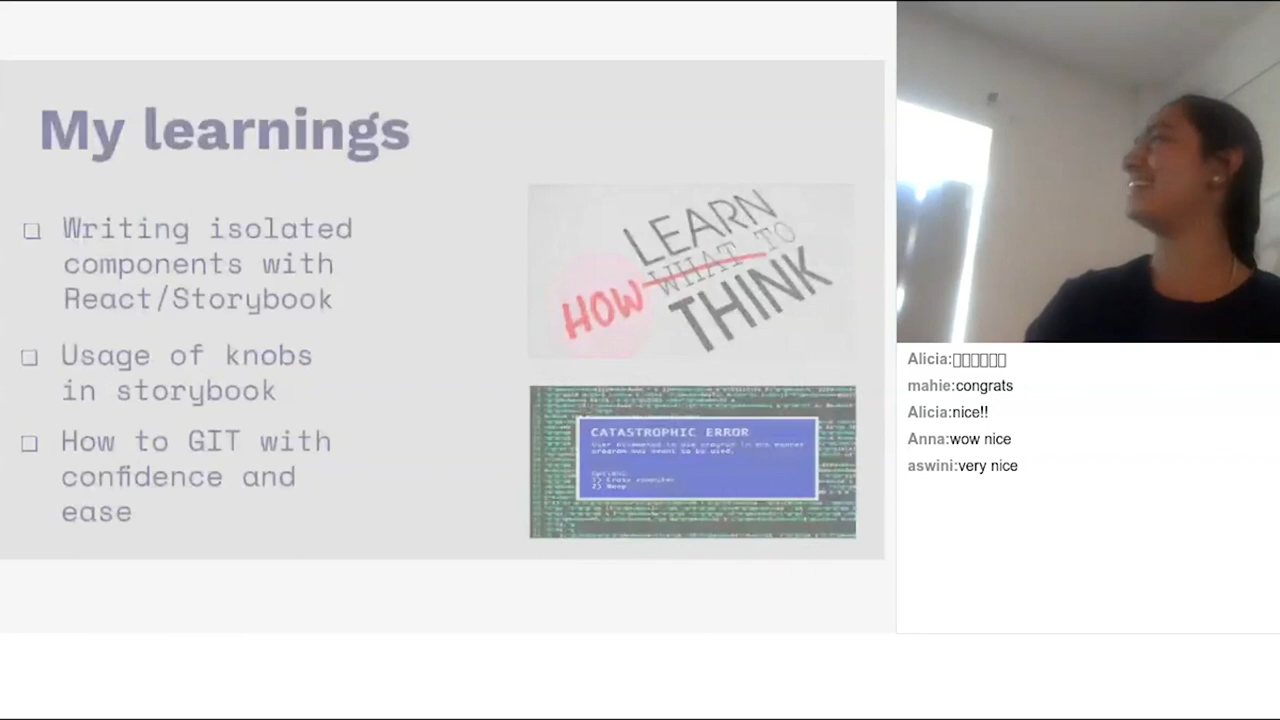 My learnings
❏ Writing isolated
components with
React/Storybook
❏ Usage of knobs
in storybook
❏ How to GIT with
confidence and
ease
LEARN
WHAT TO
HOW
THINK
CATASTROPHIC ERROR
Alicia:
mahie:congrats
Alicia:nice!!
Anna:wow nice
aswini:very nice